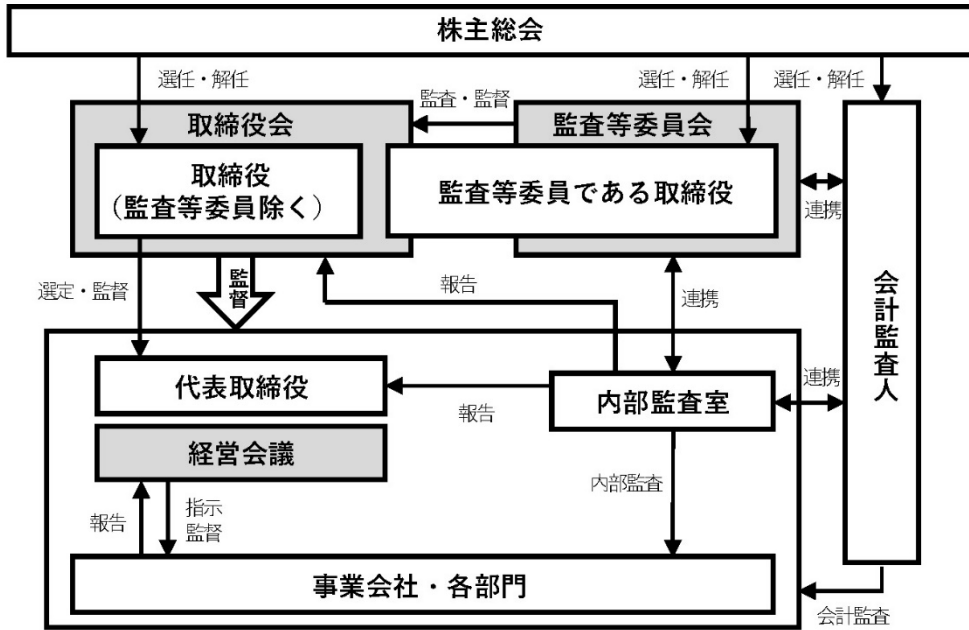 株主総会
選任・解任
選任・解任
選任・解任
取締役会
監査・監督
監査等委員会
取締役
(監査等委員除く)
監査等委員である取締役
連携
選定・監督
監督
報告
連携
会計監査人
代表取締役
報告
内部監査室
連携
経営会議
報告
指示
監督
内部監査
事業会社・各部門
会計監査